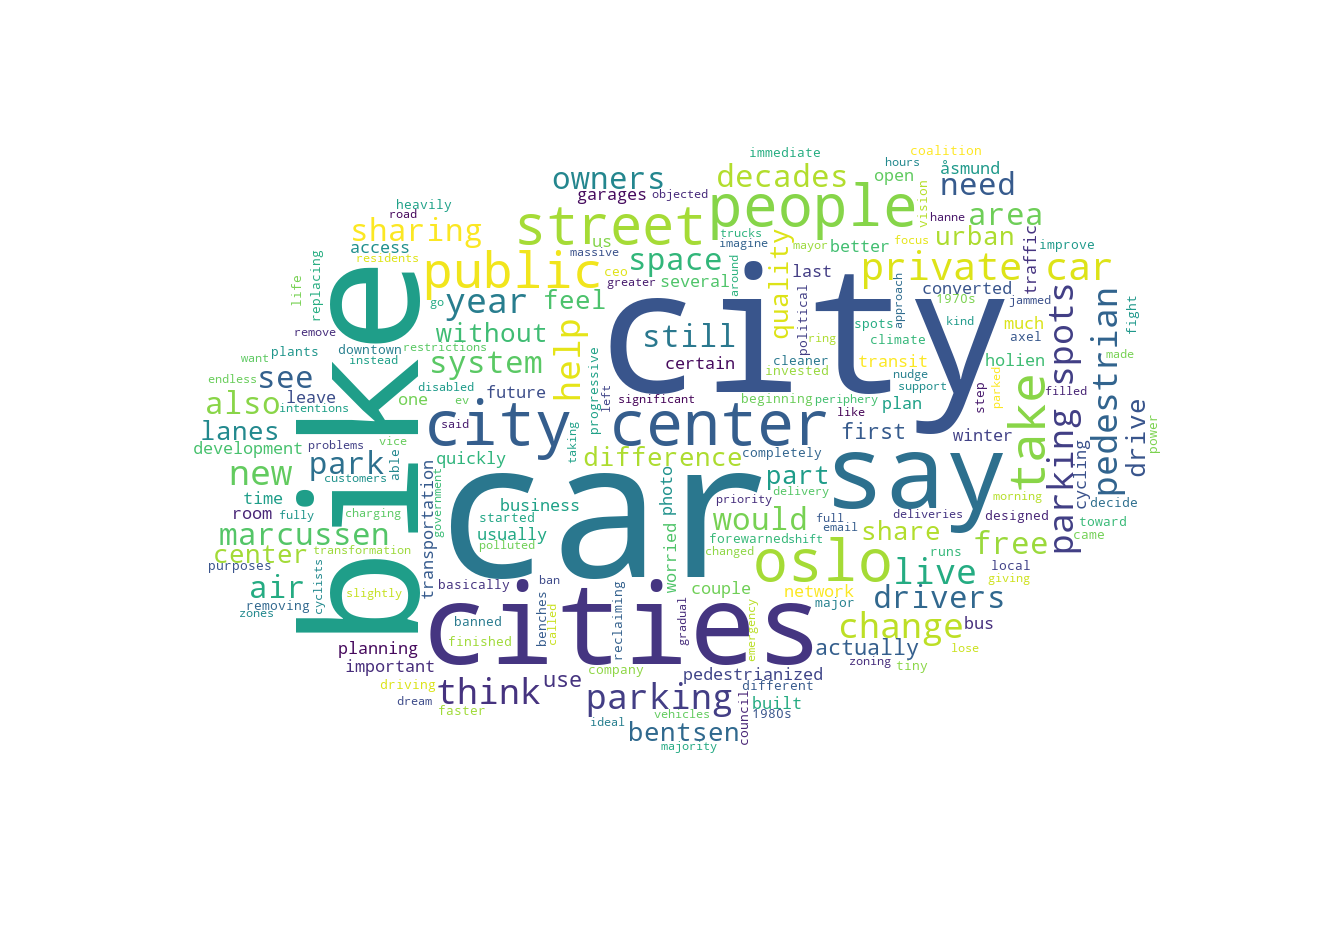 immediate
coalition
hours
åsmund
owners
decades
open
need
garages
objected
heavily
road
people
vision
hanne
area
sharing
street
us
trucks
imagine
quality
mayor
better
focus
urban
improve
access
residents
massive
space
ceo
greater
several
around
last
political
private car
traffic
life
replacing
public
go
year
feel
city
converted
approach
1970s
jammed
fight
remove
without
help
still
ring
spots
kind
much
axel
made
bike
downtown
restrictions
climate
want
plants
instead
system
progressive
certain
cleaner
invested
transit
nudge
holien
parking spots
pedestrian
see
endless
intentions
leave
disabled
ev
future
left
significant
beginning
periphery
support
plan
step
parked
filled
decide
also
one
said
city center
like
first
winter
take
drive
power
lanes
development
problems
vice
able
quickly
taking
difference
completely
say
cycling
new
park
customers
government
transportation
car
photo
worried
part
priority
delivery
morning
time
room
fully
charging
business
started
usually
would
full
email
deliveries
designed
toward
came
marcussen
polluted
forewarned
shift
changed
share
runs
free
center
transformation
purposes
cyclists
oslo
live
local
giving
air
slightly
basically
ban
couple
network
major
drivers
removing
zones
banned
benches
called
reclaiming
gradual
emergency
cities
change
bus
planning
finished
actually
lose
important
company
pedestrianized
zoning
tiny
driving
think
use
different
dream
faster
parking
built
ideal
vehicles
council
1980s
bentsen
majority